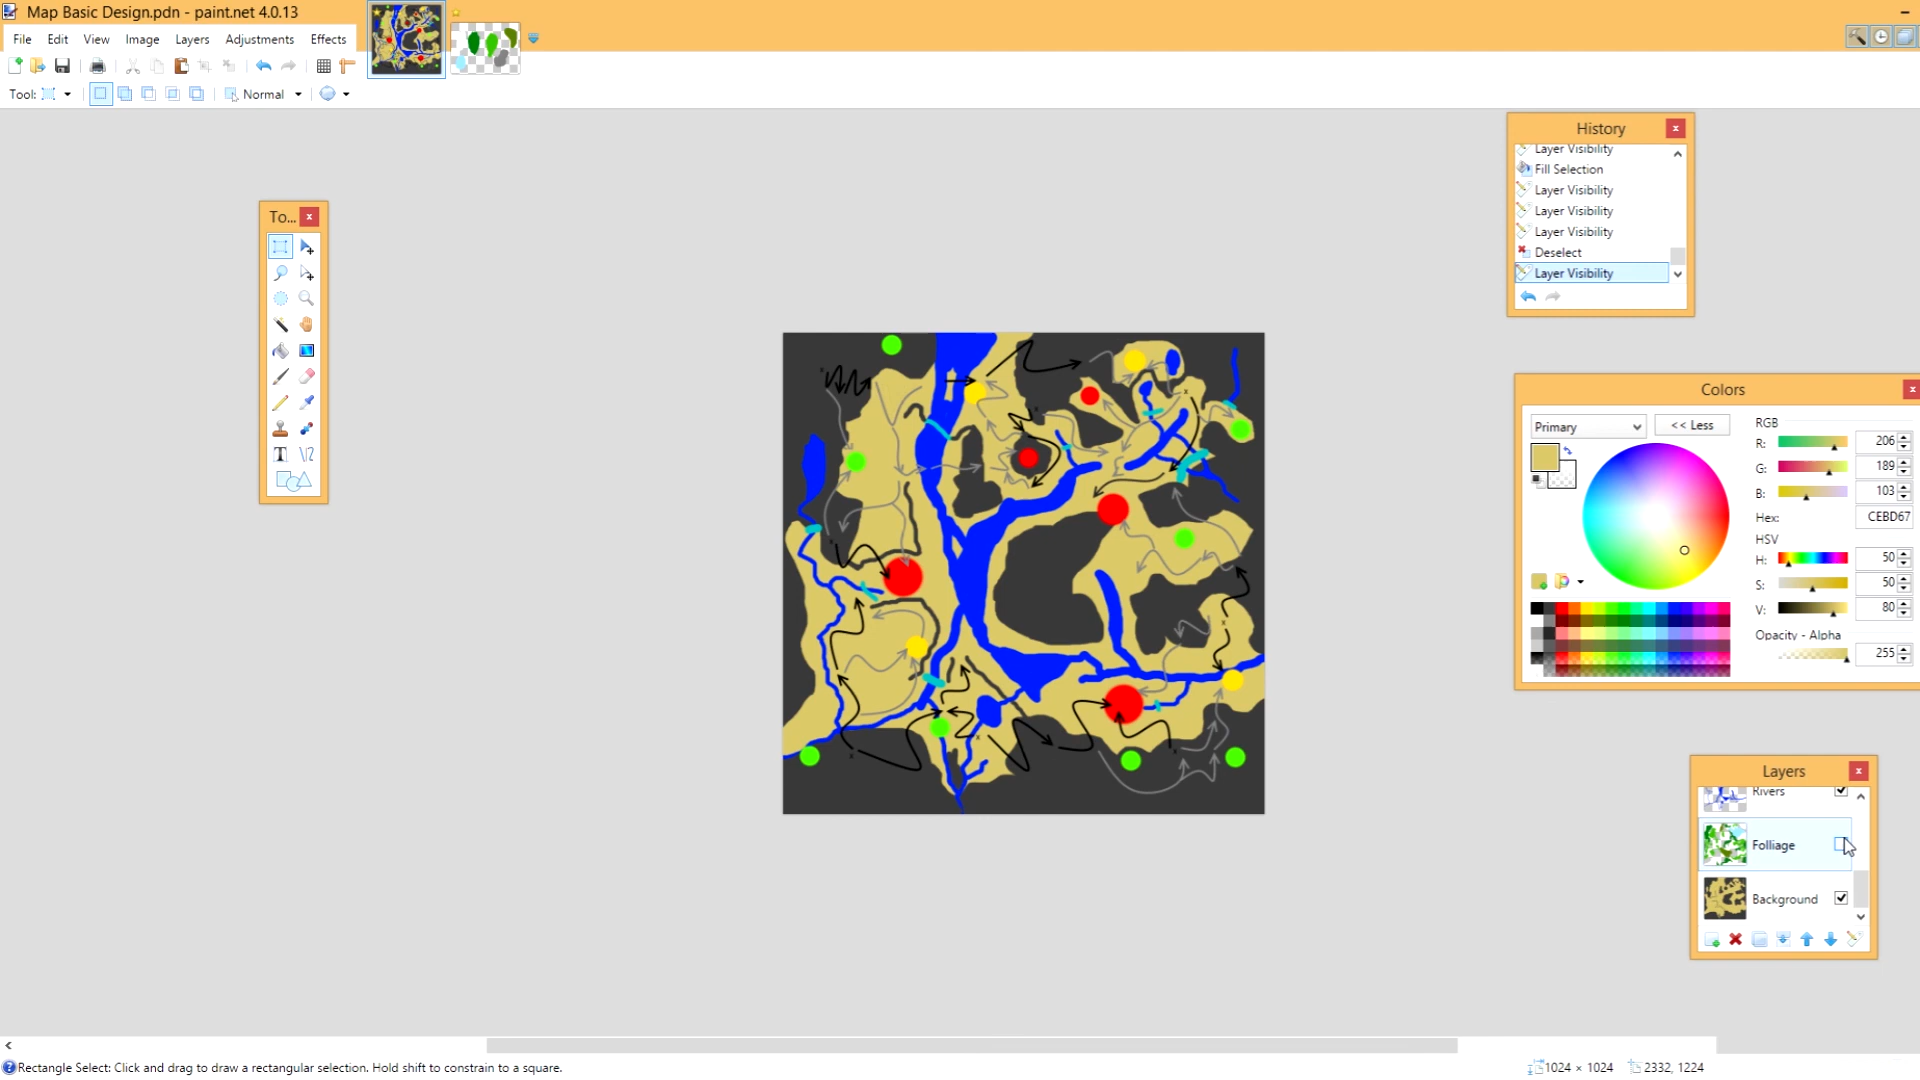 Map Basic Design.pdn - paint.net 4.0.13
File Edit View Image Layers Adjustments Effects
Tool: Normal
To...
History
Layer Visibility
Fill Selection
Layer Visibility
Layer Visibility
Layer Visibility
Deselect
Layer Visibility
Colors
Primary << Less
RGB
R: 206
G: 189
B: 103
Hex: CEBD67
HSV
H: 50
S: 50
V: 80
Opacity - Alpha
255
Layers
Rivers
Folliage
Background
Rectangle Select: Click and drag to draw a rectangular selection. Hold shift to constrain to a square.
1024 × 1024 2332, 1224